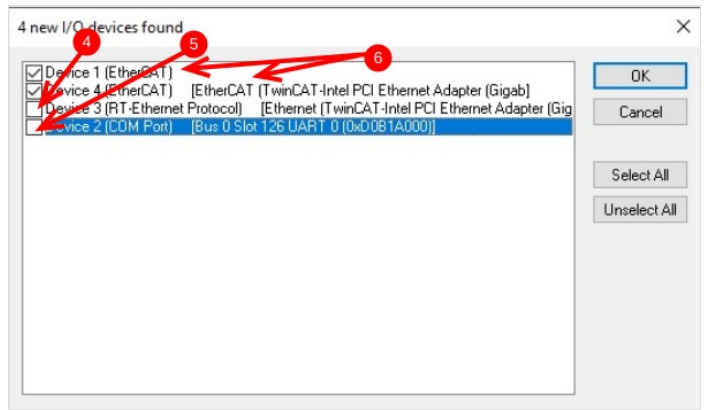 4 new I/O devices found
4
5
6
Device 1 (EtherCAT)
Device 4 (EtherCAT) [EtherCAT (TwinCAT-Intel PCI Ethernet Adapter (Gigab]
Device 3 (RT-Ethernet Protocol) [Ethernet (TwinCAT-Intel PCI Ethernet Adapter (Gig
Device 2 (COM Port) [Bus 0 Slot 126 UART 0 (0xD0B1A000)]
OK
Cancel
Select All
Unselect All